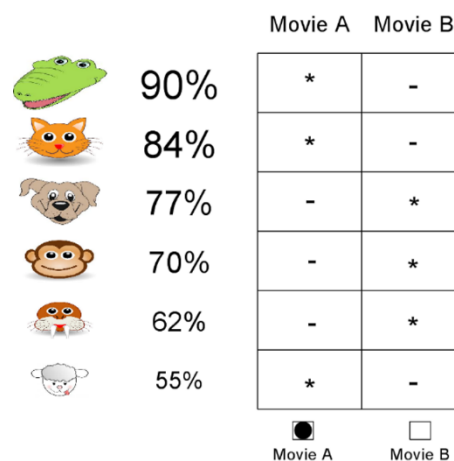 Movie A Movie B
90% * -
84% * -
77% - *
70% - *
62% - *
55% * -
Movie A Movie B